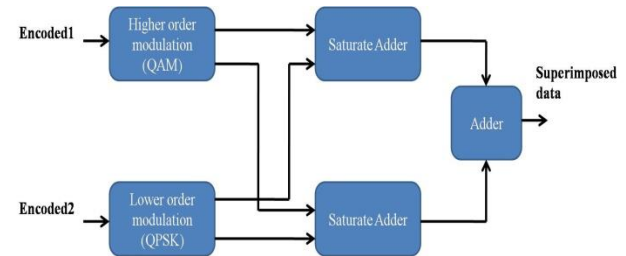 Encoded1
Higher order
modulation
(QAM)
Saturate Adder
Superimposed
data
Adder
Encoded2
Lower order
modulation
(QPSK)
Saturate Adder